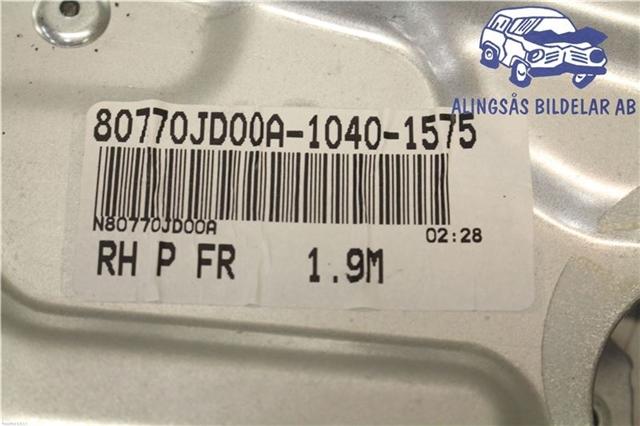 ALINGSÅS BILDELAR AB
80770JD00A-1040-1575
N80770JD00A
02:28
RH P FR 1.9M